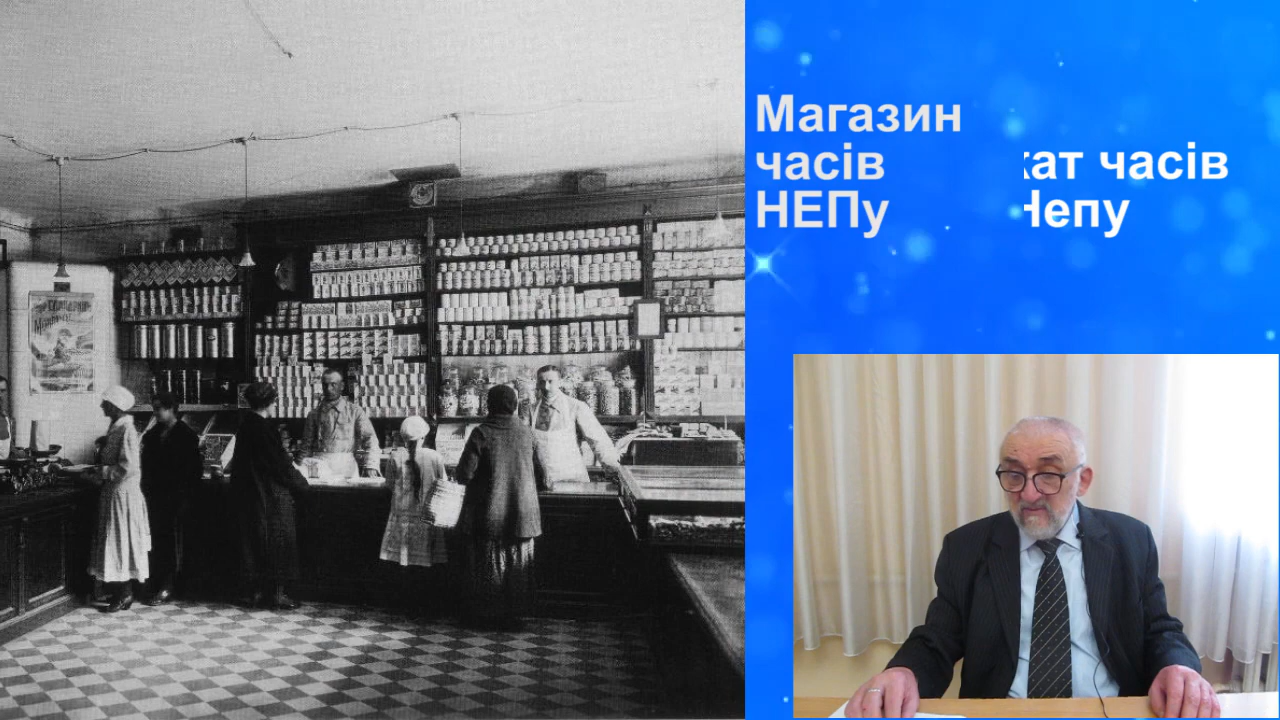 Магазин
часів
НЕПу
кат часів
Непу